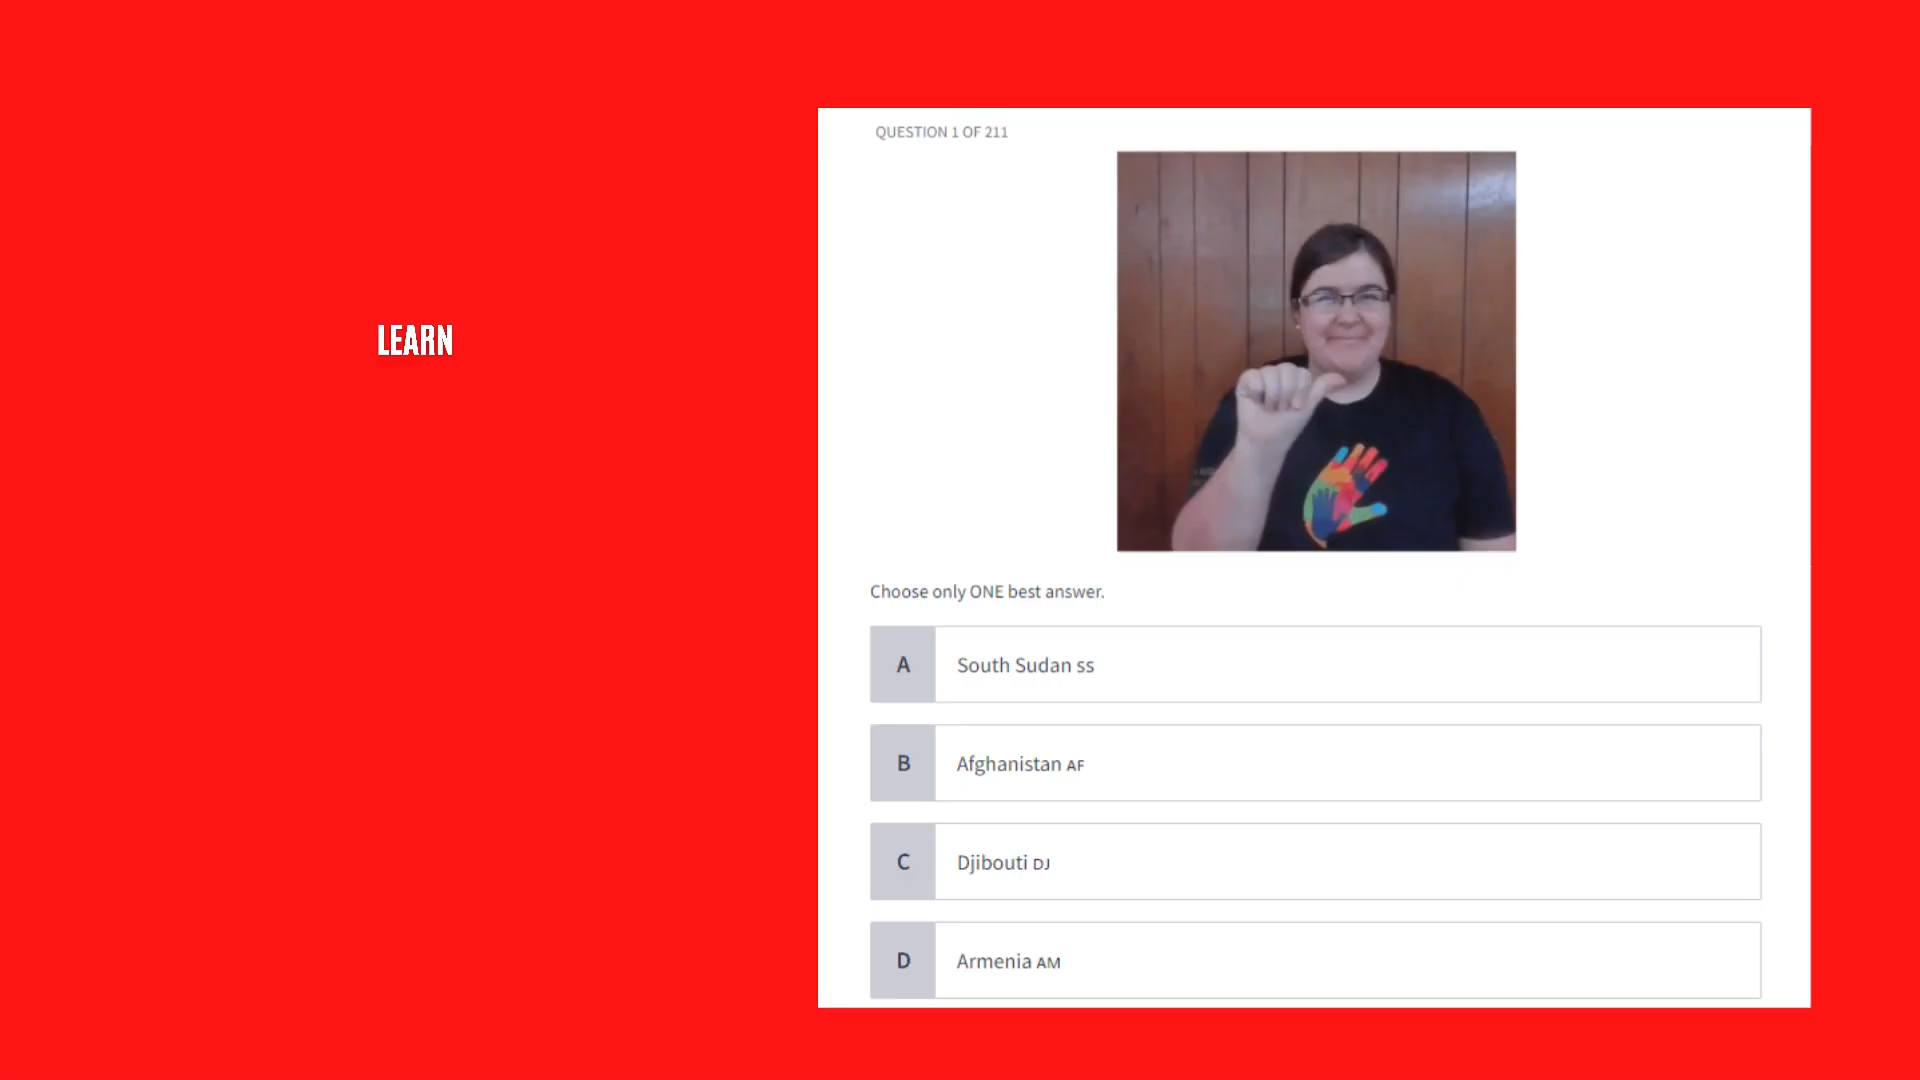 LEARN
QUESTION 1 OF 211
Choose only ONE best answer.
A South Sudan SS
B Afghanistan AF
C Djibouti DJ
D Armenia AM